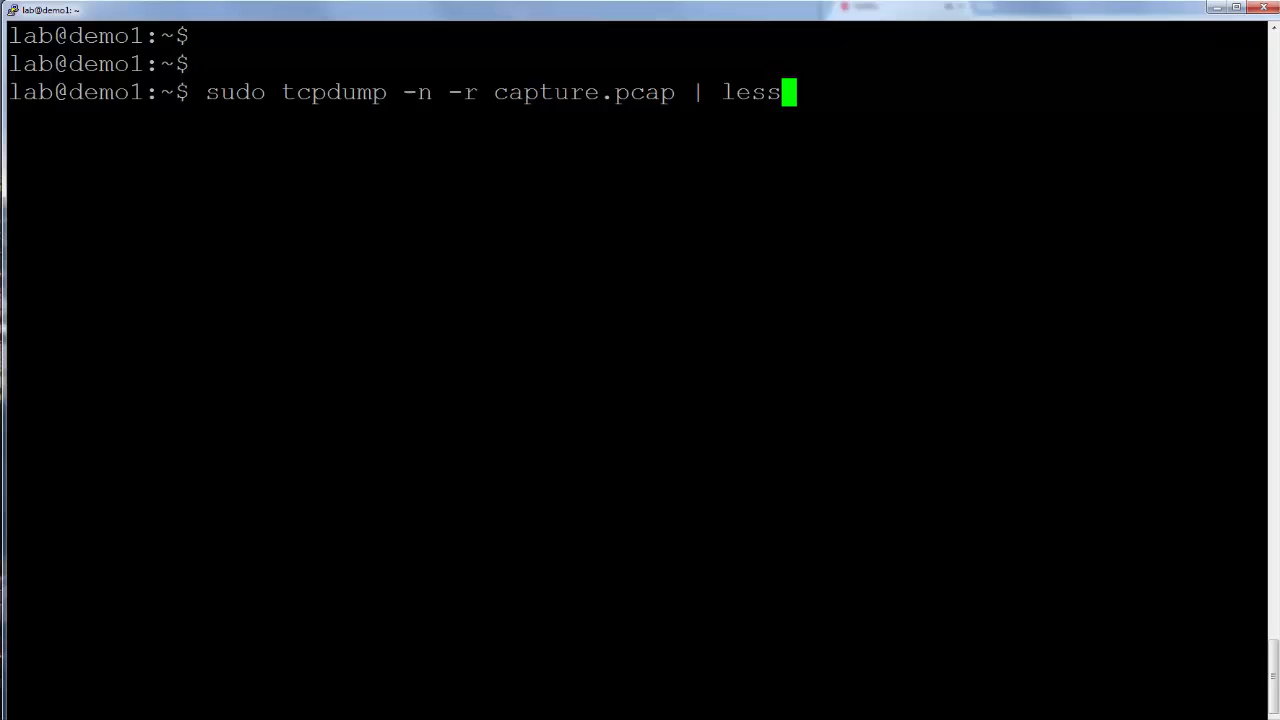 lab@demo1: ~
lab@demo1:~$
lab@demo1:~$
lab@demo1:~$ sudo tcpdump -n -r capture.pcap | less